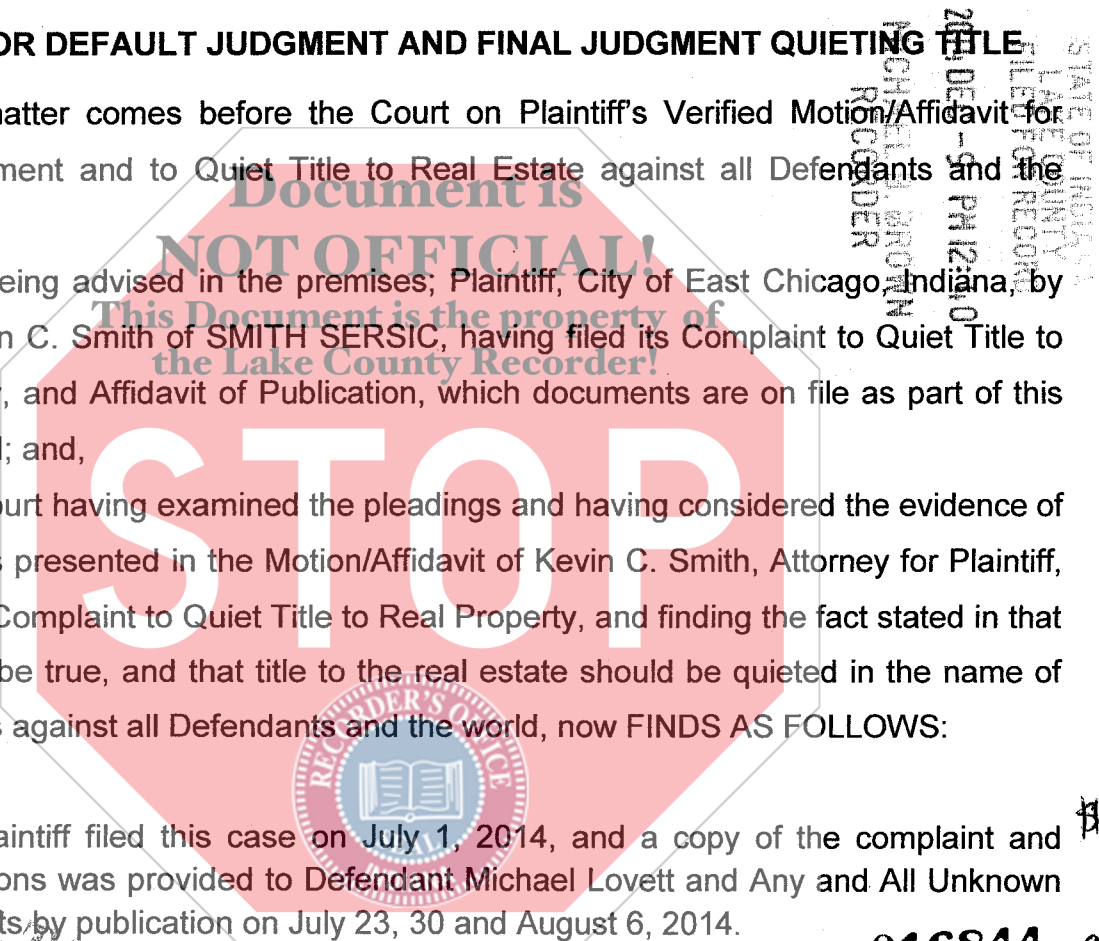 OR DEFAULT JUDGMENT AND FINAL JUDGMENT QUIETING TITLE
matter comes before the Court on Plaintiff's Verified Motion/Affidavit for
ment and to Quiet Title to Real Estate against all Defendants and the
eing advised in the premises; Plaintiff, City of East Chicago, Indiana, by
n C. Smith of SMITH SERSIC, having filed its Complaint to Quiet Title to
, and Affidavit of Publication, which documents are on file as part of this
; and,
ourt having examined the pleadings and having considered the evidence of
s presented in the Motion/Affidavit of Kevin C. Smith, Attorney for Plaintiff,
Complaint to Quiet Title to Real Property, and finding the fact stated in that
be true, and that title to the real estate should be quieted in the name of
s against all Defendants and the world, now FINDS AS FOLLOWS:
aintiff filed this case on July 1, 2014, and a copy of the complaint and
ons was provided to Defendant Michael Lovett and Any and All Unknown
ts by publication on July 23, 30 and August 6, 2014.
Document is
NOT OFFICIAL!
This Document is the property of
the Lake County Recorder!
STOP
RECORDER'S OFFICE
SEAL
STATE OF INDIANA
LAKE COUNTY
FILED FOR RECORD
DEC -9 PM 12:
BROWN
RECORDER